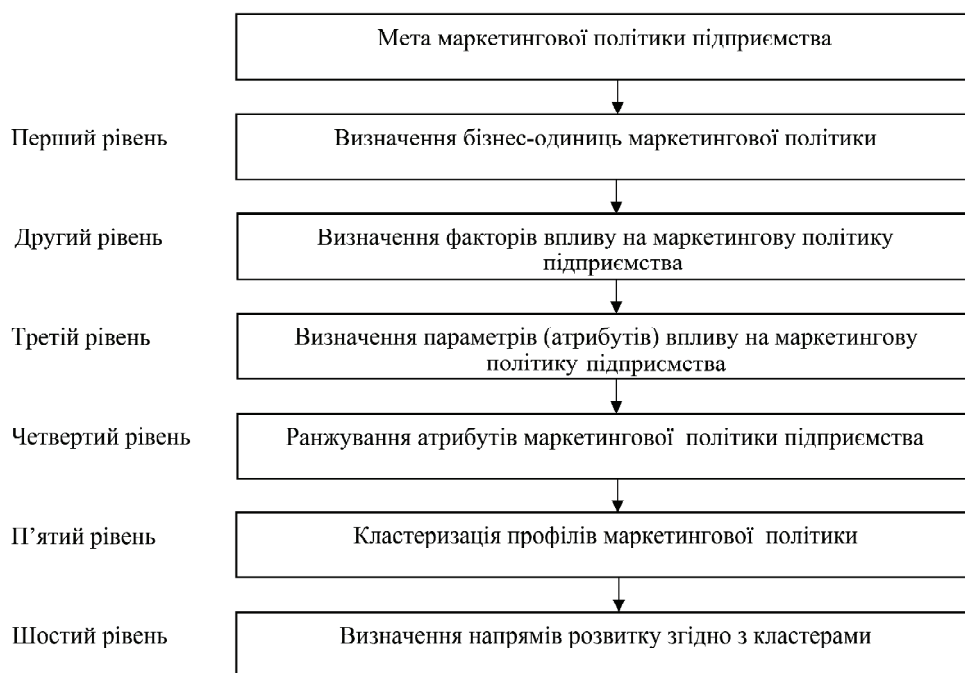 Мета маркетингової політики підприємства
Перший рівень
Визначення бізнес-одиниць маркетингової політики
Другий рівень
Визначення факторів впливу на маркетингову політику
підприємства
Третій рівень
Визначення параметрів (атрибутів) впливу на маркетингову
політику підприємства
Четвертий рівень
Ранжування атрибутів маркетингової політики підприємства
П’ятий рівень
Кластеризація профілів маркетингової політики
Шостий рівень
Визначення напрямів розвитку згідно з кластерами